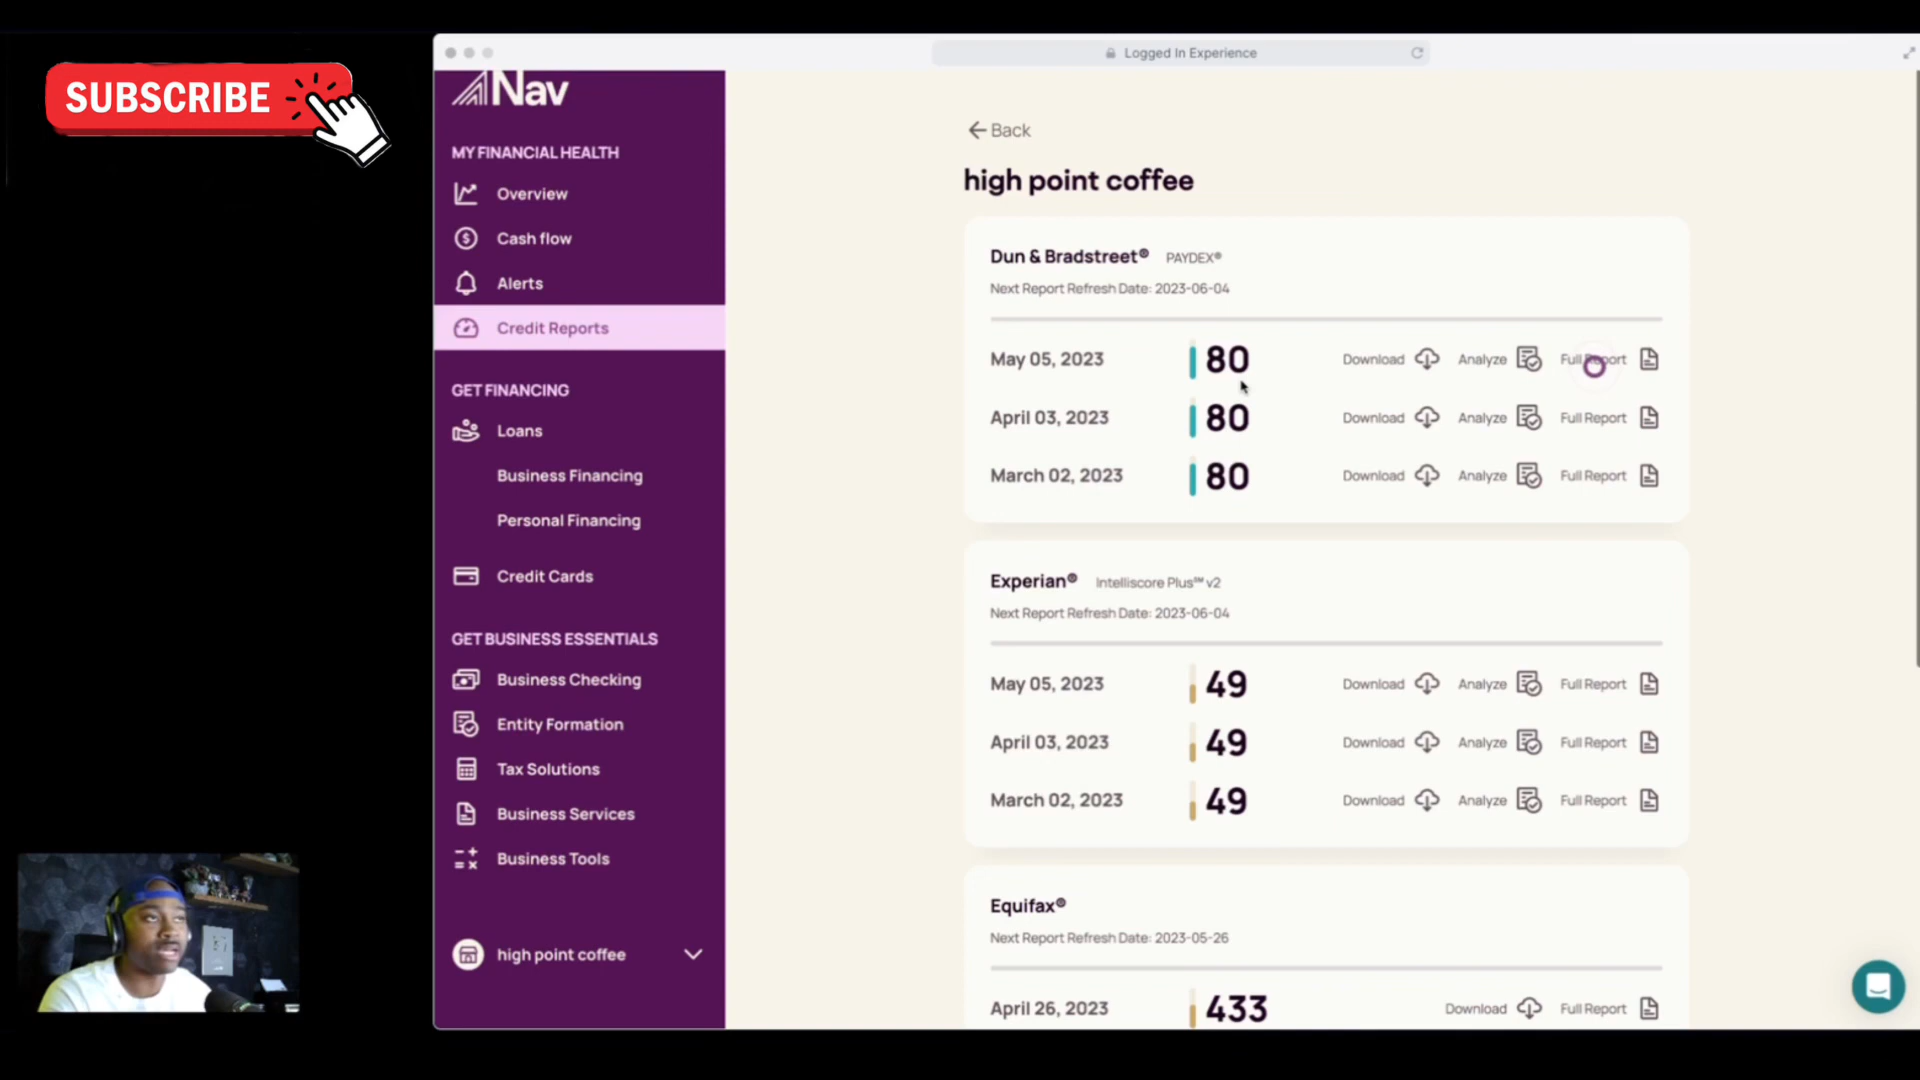 SUBSCRIBE
Logged In Experience
Nav
MY FINANCIAL HEALTH
Overview
Cash flow
Alerts
Credit Reports
GET FINANCING
Loans
Business Financing
Personal Financing
Credit Cards
GET BUSINESS ESSENTIALS
Business Checking
Entity Formation
Tax Solutions
Business Services
Business Tools
high point coffee
Back
high point coffee
Dun & Bradstreet® PAYDEX®
Next Report Refresh Date: 2023-06-04
May 05, 2023 80 Download Analyze Full Report
April 03, 2023 80 Download Analyze Full Report
March 02, 2023 80 Download Analyze Full Report
Experian® Intelliscore Plus℠ v2
Next Report Refresh Date: 2023-06-04
May 05, 2023 49 Download Analyze Full Report
April 03, 2023 49 Download Analyze Full Report
March 02, 2023 49 Download Analyze Full Report
Equifax®
Next Report Refresh Date: 2023-05-26
April 26, 2023 433 Download Full Report